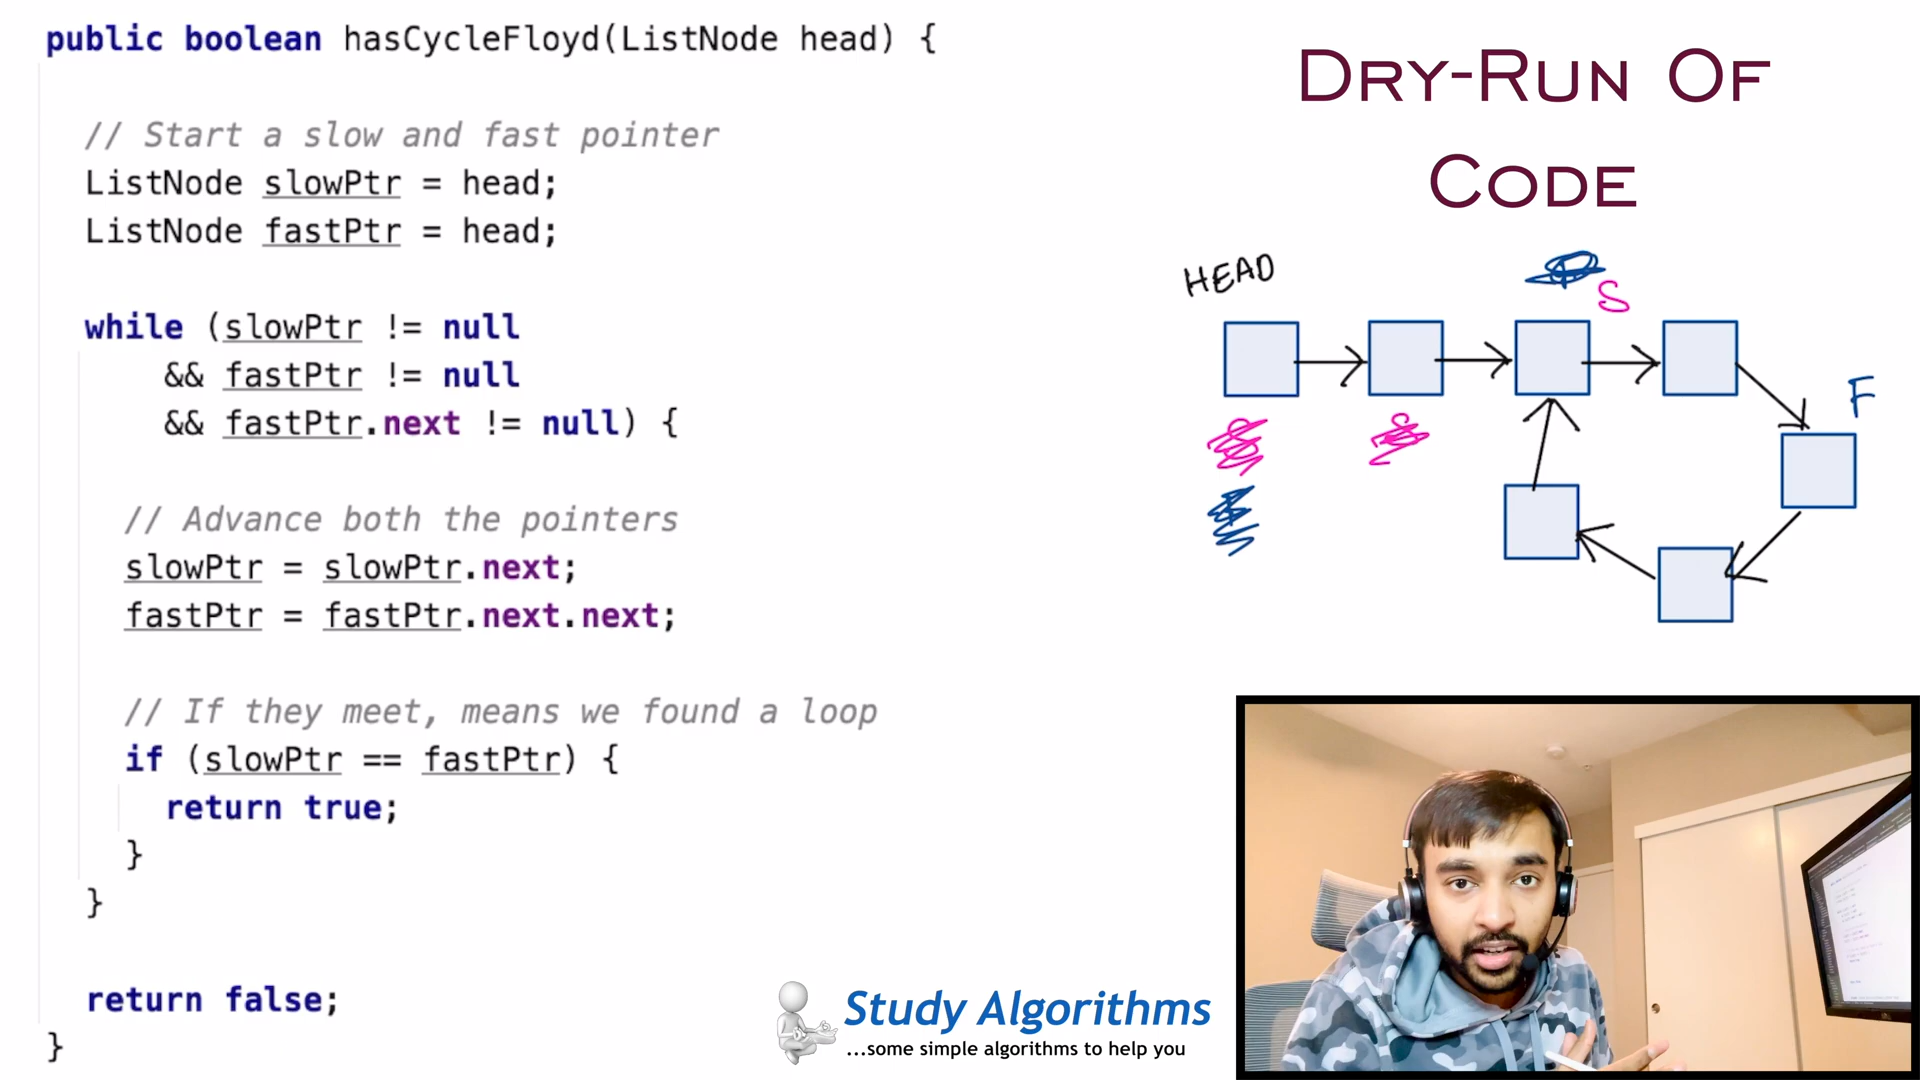 public boolean hasCycleFloyd(ListNode head) {
// Start a slow and fast pointer
ListNode slowPtr = head;
ListNode fastPtr = head;
while (slowPtr != null
&& fastPtr != null
&& fastPtr.next != null) {
// Advance both the pointers
slowPtr = slowPtr.next;
fastPtr = fastPtr.next.next;
// If they meet, means we found a loop
if (slowPtr == fastPtr) {
return true;
}
}
return false;
}
Dry-Run Of
Code
HEAD
S
F
Study Algorithms
...some simple algorithms to help you